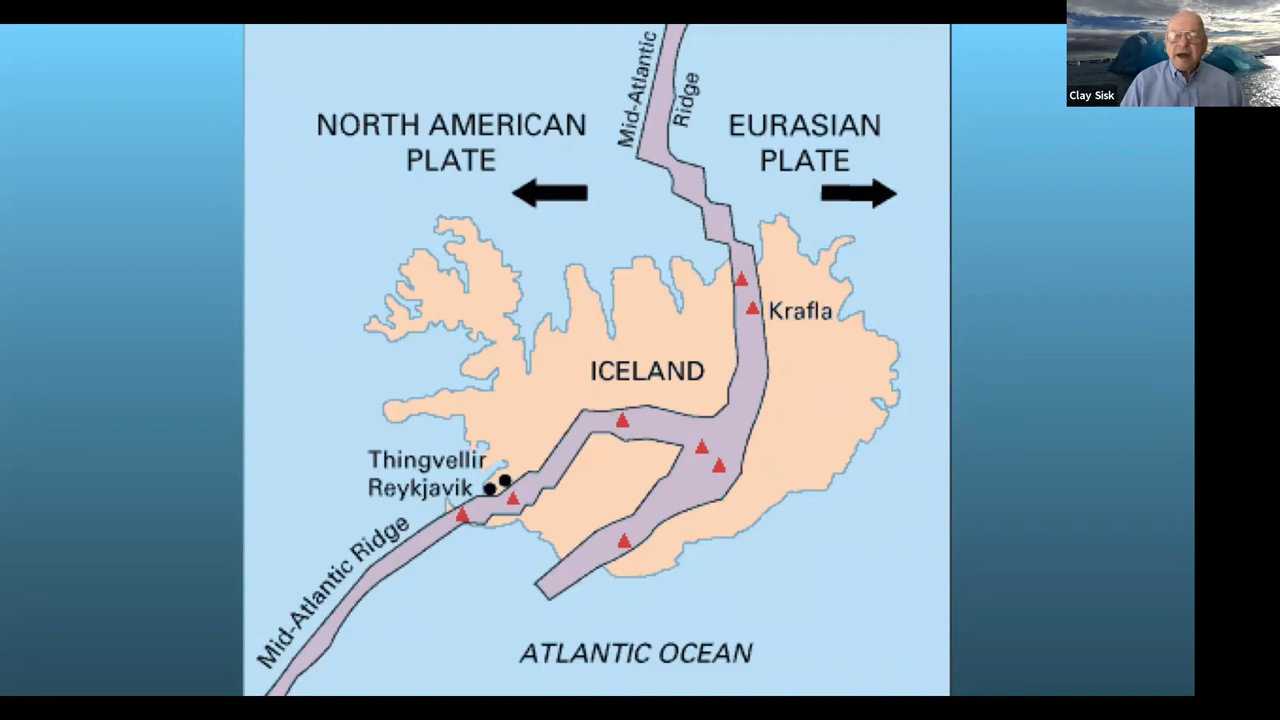 Mid-Atlantic
Ridge
NORTH AMERICAN
PLATE
EURASIAN
PLATE
Clay Sisk
Krafla
ICELAND
Thingvellir
Reykjavik
Mid-Atlantic Ridge
ATLANTIC OCEAN